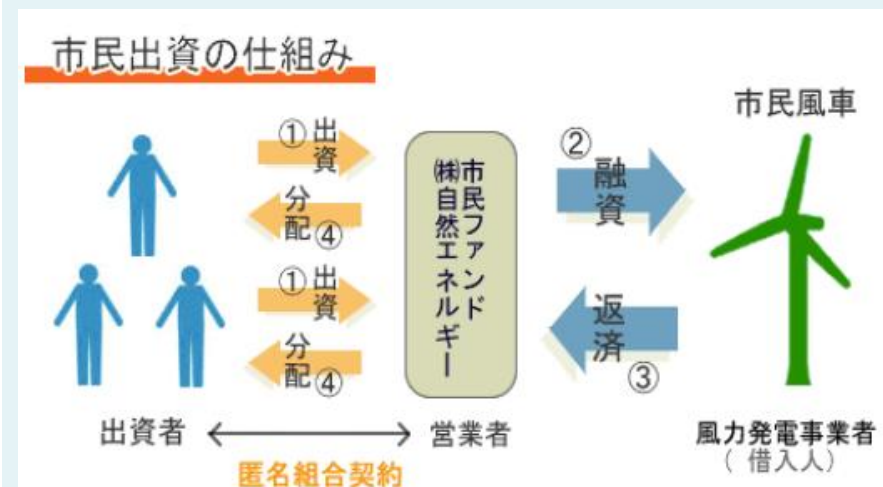 市民出資の仕組み
市民風車
①出資
分配④
①出資
分配④
㈱自然エネルギー
市民ファンド
②融資
返済③
出資者
営業者
匿名組合契約
風力発電事業者
(借入人)